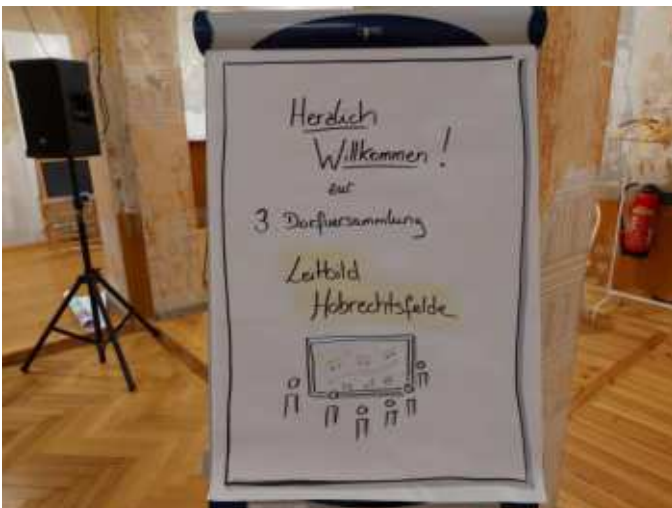 Herzlich
Willkommen!
zur
3 Dorfversammlung
Leitbild
Hobrechtsfelde